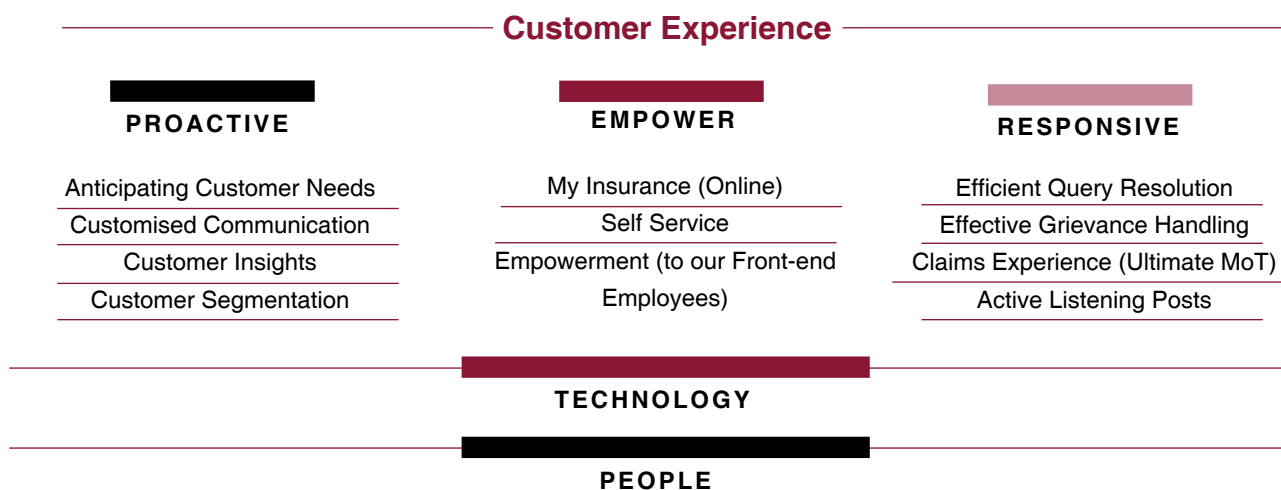 Customer Experience
PROACTIVE
Anticipating Customer Needs
Customised Communication
Customer Insights
Customer Segmentation
EMPOWER
My Insurance (Online)
Self Service
Empowerment (to our Front-end
Employees)
RESPONSIVE
Efficient Query Resolution
Effective Grievance Handling
Claims Experience (Ultimate MoT)
Active Listening Posts
TECHNOLOGY
PEOPLE